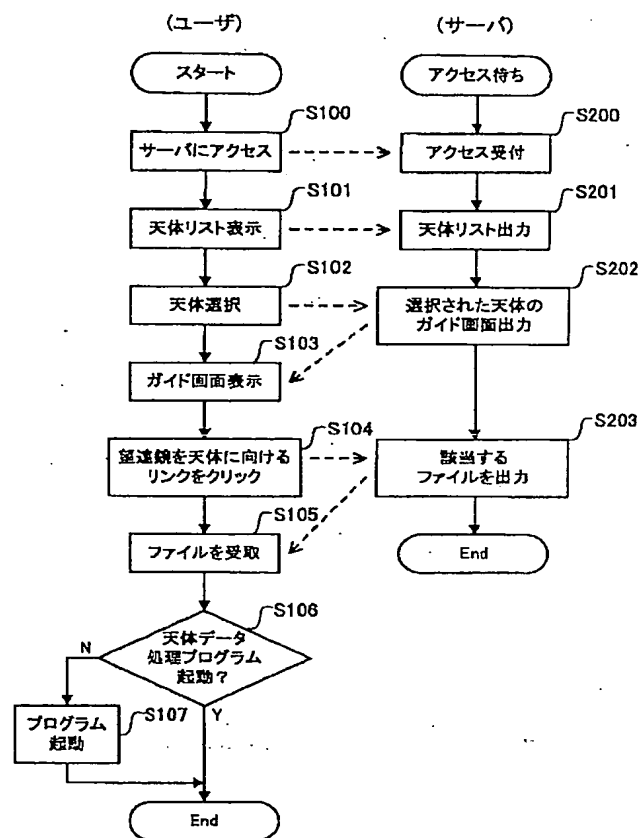 (ユーザ)
(サーバ)
スタート
アクセス待ち
S100
サーバにアクセス
S200
アクセス受付
S101
天体リスト表示
S201
天体リスト出力
S102
天体選択
S202
選択された天体の
ガイド画面出力
S103
ガイド画面表示
S104
望遠鏡を天体に向ける
リンクをクリック
S203
該当する
ファイルを出力
S105
ファイルを受取
End
S106
天体データ
処理プログラム
起動?
N
Y
S107
プログラム
起動
End